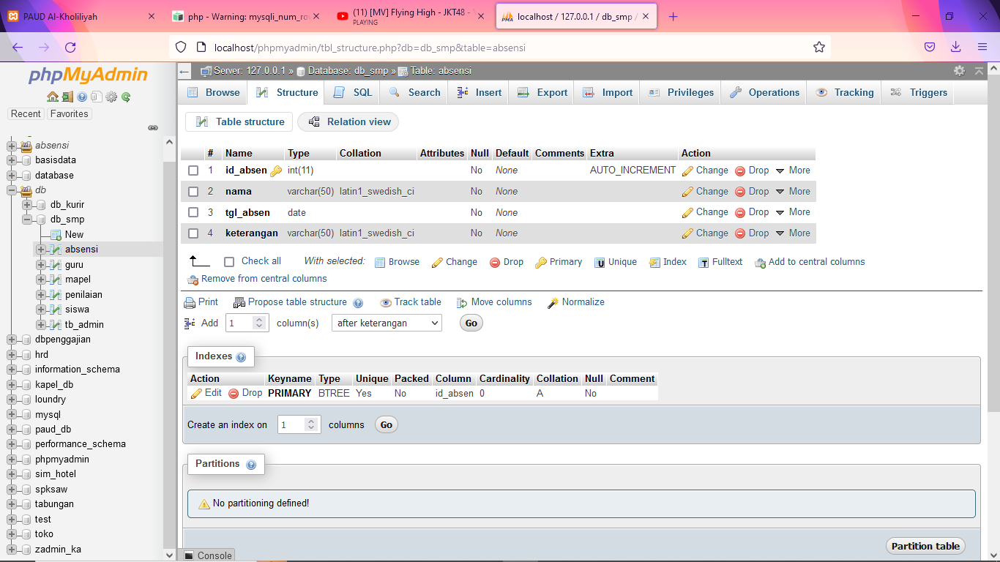 PAUD Al-Kholiliyah
php - Warning: mysqli_num_ro
(11) [MV] Flying High - JKT48 -
PLAYING
localhost / 127.0.0.1 / db_smp /
localhost/phpmyadmin/tbl_structure.php?db=db_smp&table=absensi
phpMyAdmin
Recent Favorites
absensi
basisdata
database
db
db_kurir
db_smp
New
absensi
guru
mapel
penilaian
siswa
tb_admin
dbpenggajian
hrd
information_schema
kapel_db
loundry
mysql
paud_db
performance_schema
phpmyadmin
sim_hotel
spksaw
tabungan
test
toko
zadmin_ka
Server: 127.0.0.1 » Database: db_smp » Table: absensi
Browse Structure SQL Search Insert Export Import Privileges Operations Tracking Triggers
Table structure Relation view
# Name Type Collation Attributes Null Default Comments Extra Action
1 id_absen int(11) No None AUTO_INCREMENT Change Drop More
2 nama varchar(50) latin1_swedish_ci No None Change Drop More
3 tgl_absen date No None Change Drop More
4 keterangan varchar(50) latin1_swedish_ci No None Change Drop More
Check all With selected: Browse Change Drop Primary Unique Index Fulltext Add to central columns
Remove from central columns
Print Propose table structure Track table Move columns Normalize
Add 1 column(s) after keterangan Go
Indexes
Action Keyname Type Unique Packed Column Cardinality Collation Null Comment
Edit Drop PRIMARY BTREE Yes No id_absen 0 A No
Create an index on 1 columns Go
Partitions
No partitioning defined!
Partition table
Console